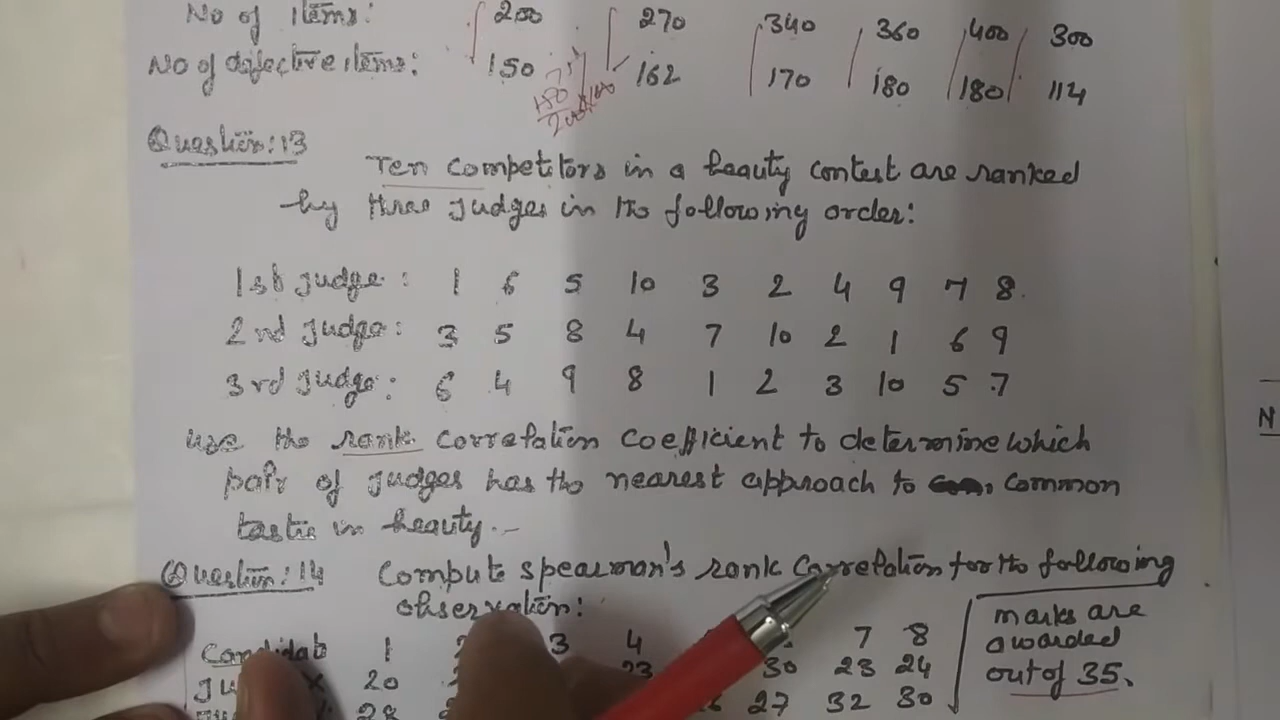 No of Items: 200 270 340 360 400 300
No of defective items: 150 162 170 180 180 114
Question:13
Ten Competitors in a beauty contest are ranked
by three Judges in the following order:
1st judge: 1 6 5 10 3 2 4 9 7 8
2nd Judge: 3 5 8 4 7 10 2 1 6 9
3rd Judge: 6 4 9 8 1 2 3 10 5 7
use the rank correlation coefficient to determine which
pair of judges has the nearest approach to common
taste in beauty.
Question:14 Compute spearman's rank Correlation for the following
observation:
Candidate 1 3 4 7 8
20 23 30 23 24
28 27 32 30
marks are
awarded
out of 35.
N